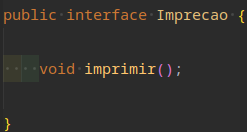 public interface Imprecao {
void imprimir();
}